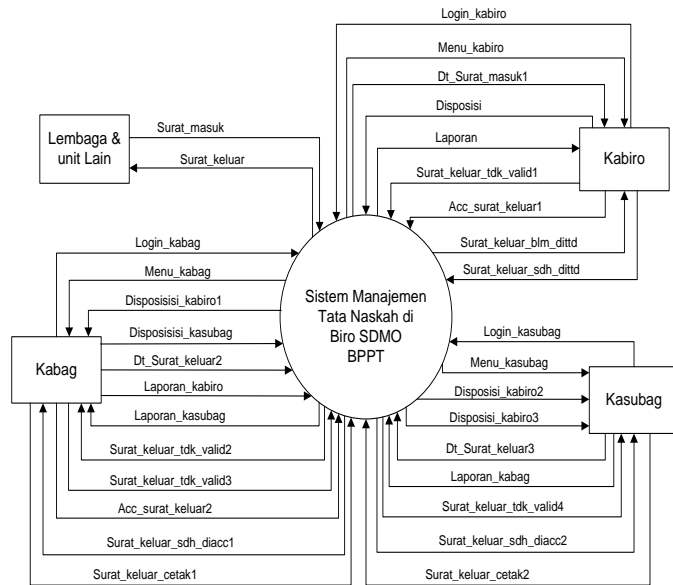 Login_kabiro
Menu_kabiro
Dt_Surat_masuk1
Disposisi
Laporan
Surat_keluar_tdk_valid1
Acc_surat_keluar1
Surat_keluar_blm_dittd
Surat_keluar_sdh_dittd
Kabiro
Lembaga &
unit Lain
Surat_masuk
Surat_keluar
Sistem Manajemen
Tata Naskah di
Biro SDMO
BPPT
Login_kabag
Menu_kabag
Disposisisi_kabiro1
Disposisisi_kasubag
Dt_Surat_keluar2
Laporan_kabiro
Laporan_kasubag
Surat_keluar_tdk_valid2
Surat_keluar_tdk_valid3
Acc_surat_keluar2
Surat_keluar_sdh_diacc1
Surat_keluar_cetak1
Kabag
Login_kasubag
Menu_kasubag
Disposisi_kabiro2
Disposisi_kabiro3
Dt_Surat_keluar3
Laporan_kabag
Surat_keluar_tdk_valid4
Surat_keluar_sdh_diacc2
Surat_keluar_cetak2
Kasubag